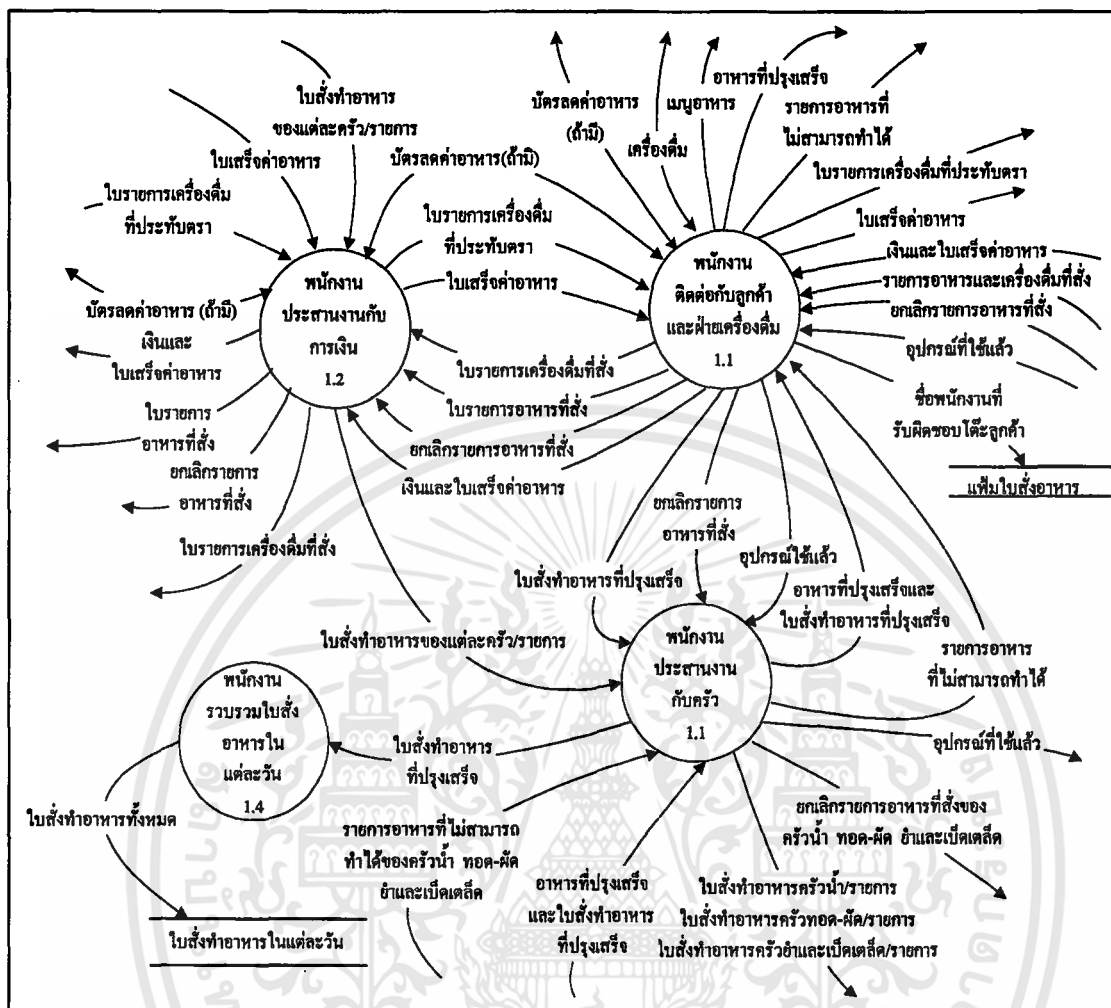 ใบสั่งทำอาหาร
ของแต่ละครัว/รายการ
ใบเสร็จค่าอาหาร
ใบรายการเครื่องดื่ม
ที่ประทับตรา
บัตรลดค่าอาหาร(ถ้ามี)
ใบรายการเครื่องดื่ม
ที่ประทับตรา
ใบเสร็จค่าอาหาร
บัตรลดค่าอาหาร
(ถ้ามี)
เครื่องดื่ม
เมนูอาหาร
อาหารที่ปรุงเสร็จ
รายการอาหารที่
ไม่สามารถทำได้
ใบรายการเครื่องดื่มที่ประทับตรา
ใบเสร็จค่าอาหาร
เงินและใบเสร็จค่าอาหาร
รายการอาหารและเครื่องดื่มที่สั่ง
ยกเลิกรายการอาหารที่สั่ง
อุปกรณ์ที่ใช้แล้ว
ชื่อพนักงานที่
รับผิดชอบโต๊ะลูกค้า
แฟ้มใบสั่งอาหาร
พนักงาน
ประสานงานกับ
การเงิน
1.2
พนักงาน
ติดต่อกับลูกค้า
และฝ่ายเครื่องดื่ม
1.1
บัตรลดค่าอาหาร (ถ้ามี)
เงินและ
ใบเสร็จค่าอาหาร
ใบรายการ
อาหารที่สั่ง
ยกเลิกรายการ
อาหารที่สั่ง
ใบรายการเครื่องดื่มที่สั่ง
ใบรายการเครื่องดื่มที่สั่ง
ใบรายการอาหารที่สั่ง
ยกเลิกรายการอาหารที่สั่ง
เงินและใบเสร็จค่าอาหาร
ยกเลิกรายการ
อาหารที่สั่ง
อุปกรณ์ใช้แล้ว
ใบสั่งทำอาหารที่ปรุงเสร็จ
อาหารที่ปรุงเสร็จและ
ใบสั่งทำอาหารที่ปรุงเสร็จ
ใบสั่งทำอาหารของแต่ละครัว/รายการ
พนักงาน
ประสานงาน
กับครัว
1.1
รายการอาหาร
ที่ไม่สามารถทำได้
อุปกรณ์ที่ใช้แล้ว
พนักงาน
รวบรวมใบสั่ง
อาหารใน
แต่ละวัน
1.4
ใบสั่งทำอาหาร
ที่ปรุงเสร็จ
ใบสั่งทำอาหารทั้งหมด
ใบสั่งทำอาหารในแต่ละวัน
รายการอาหารที่ไม่สามารถ
ทำได้ของครัวน้ำ ทอด-ผัด
ยำและเบ็ดเตล็ด
อาหารที่ปรุงเสร็จ
และใบสั่งทำอาหาร
ที่ปรุงเสร็จ
ยกเลิกรายการอาหารที่สั่งของ
ครัวน้ำ ทอด-ผัด ยำและเบ็ดเตล็ด
ใบสั่งทำอาหารครัวน้ำ/รายการ
ใบสั่งทำอาหารครัวทอด-ผัด/รายการ
ใบสั่งทำอาหารครัวยำและเบ็ดเตล็ด/รายการ